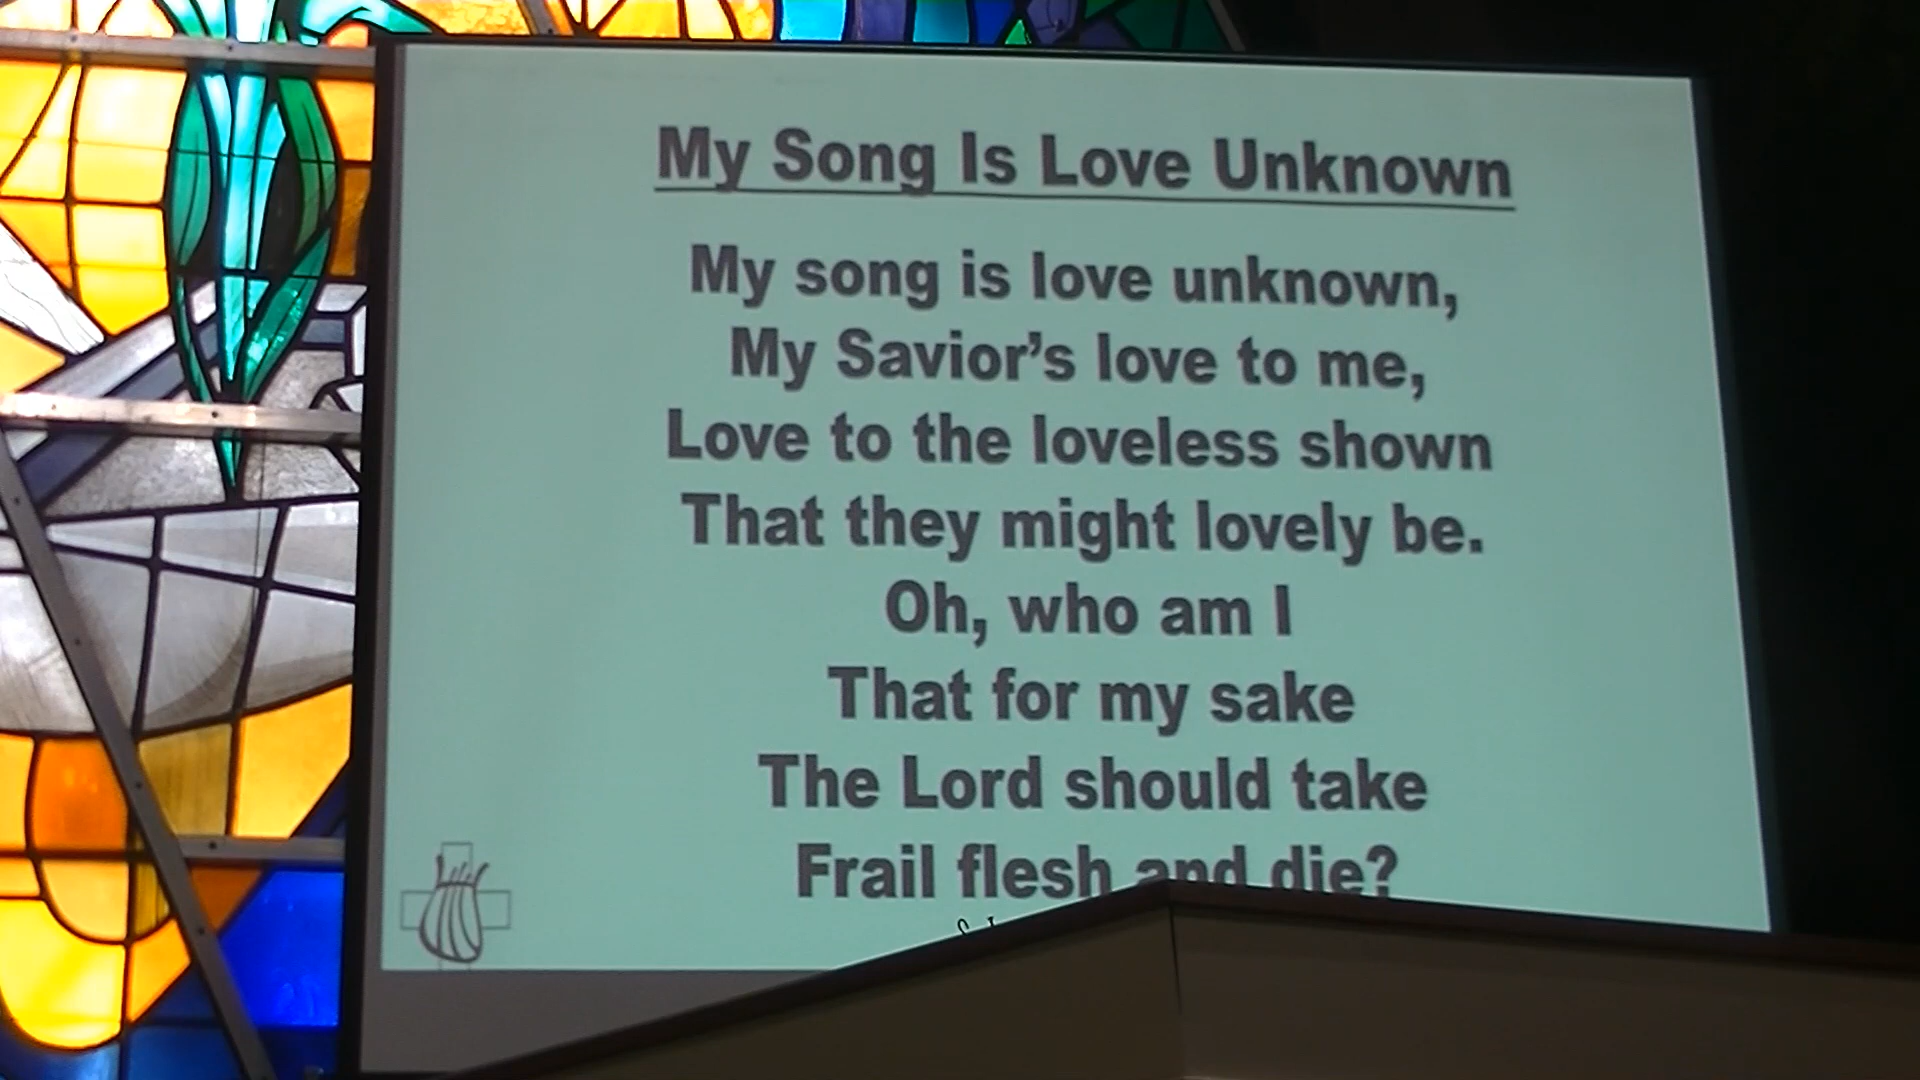 My Song Is Love Unknown
My song is love unknown,
My Savior’s love to me,
Love to the loveless shown
That they might lovely be.
Oh, who am I
That for my sake
The Lord should take
Frail flesh and die?